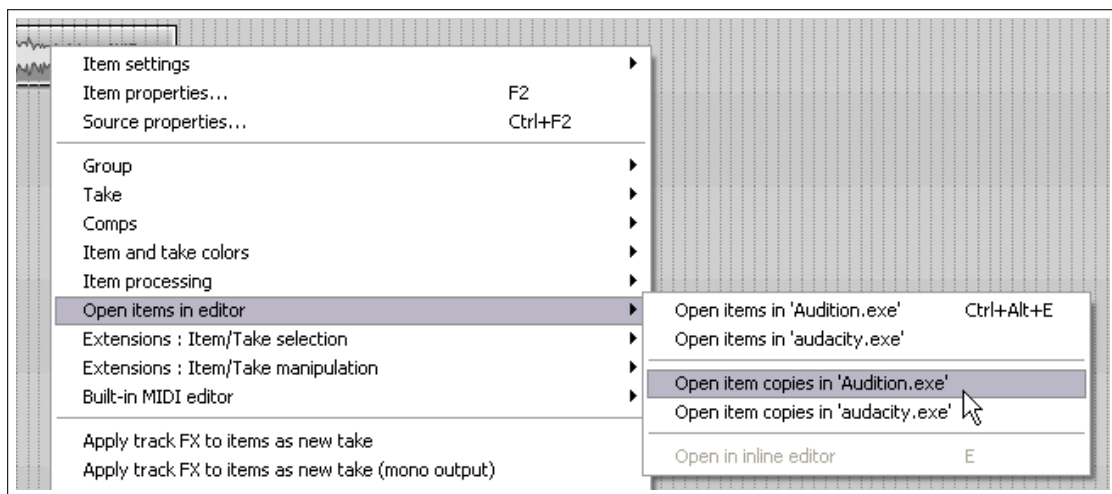 Item settings
Item properties... F2
Source properties... Ctrl+F2
Group
Take
Comps
Item and take colors
Item processing
Open items in editor
Extensions : Item/Take selection
Extensions : Item/Take manipulation
Built-in MIDI editor
Apply track FX to items as new take
Apply track FX to items as new take (mono output)
Open items in 'Audition.exe' Ctrl+Alt+E
Open items in 'audacity.exe'
Open item copies in 'Audition.exe'
Open item copies in 'audacity.exe'
Open in inline editor E